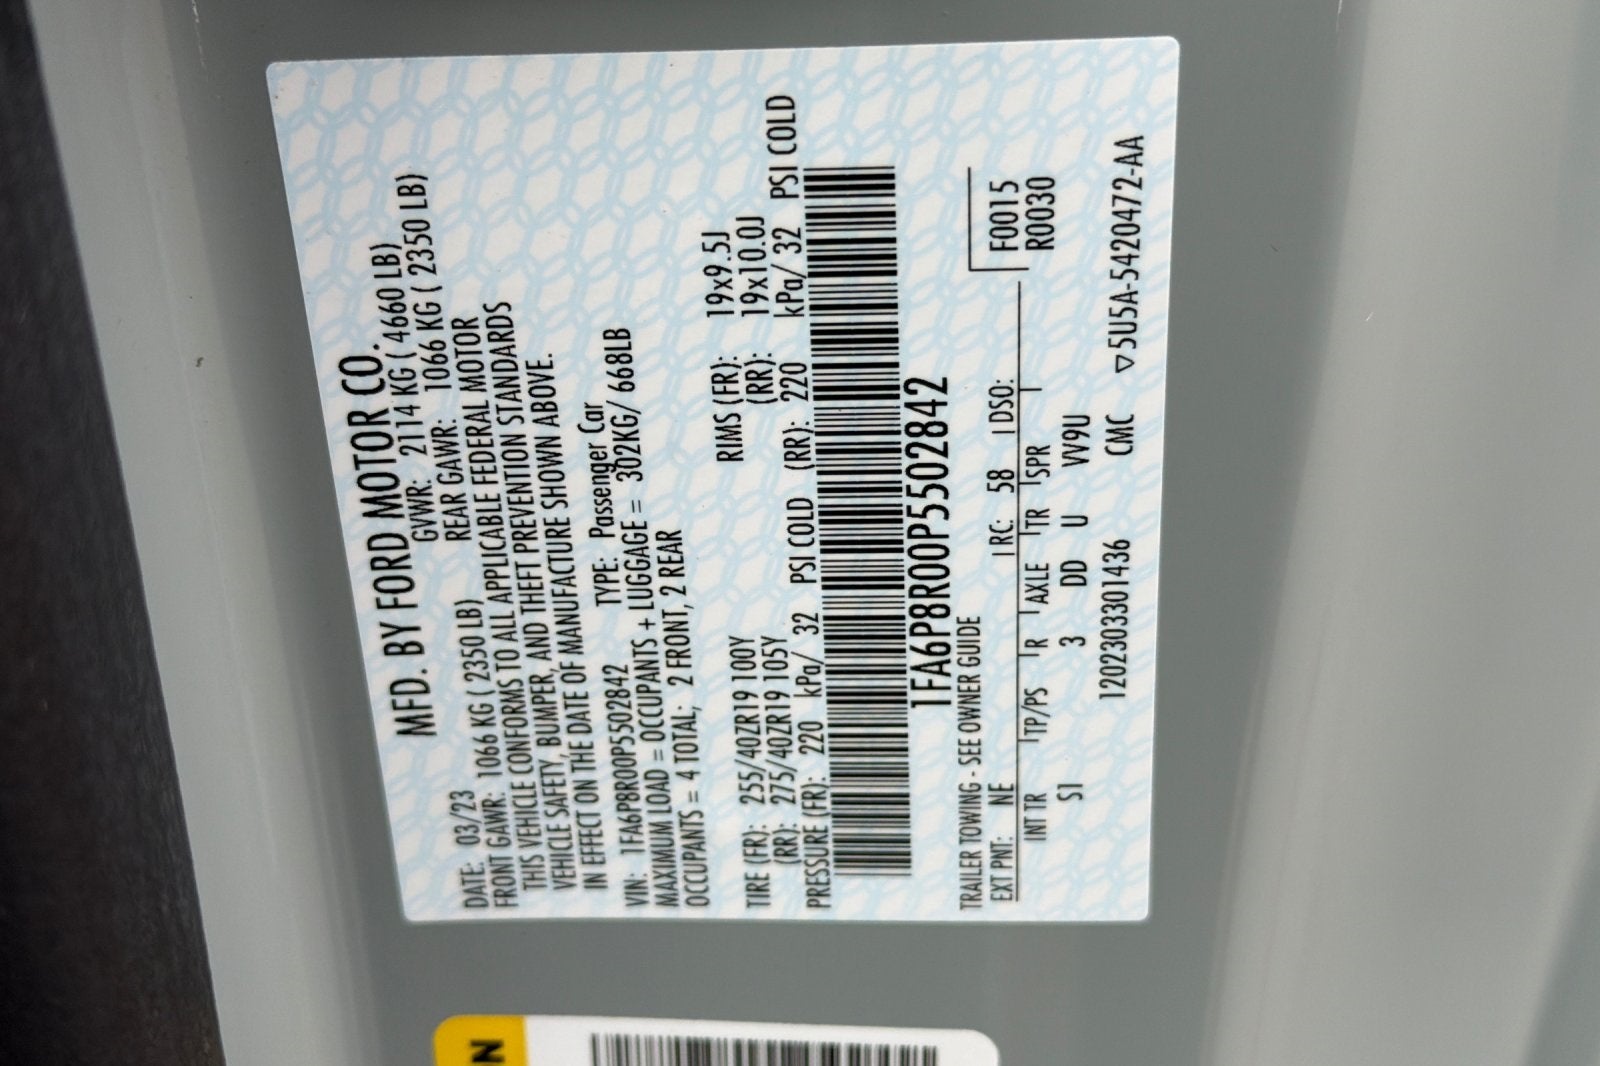 MFD. BY FORD MOTOR CO.
DATE: 03/23 GVWR: 2114 KG ( 4660 LB)
FRONT GAWR: 1066 KG ( 2350 LB) REAR GAWR: 1066 KG ( 2350 LB)
THIS VEHICLE CONFORMS TO ALL APPLICABLE FEDERAL MOTOR
VEHICLE SAFETY, BUMPER, AND THEFT PREVENTION STANDARDS
IN EFFECT ON THE DATE OF MANUFACTURE SHOWN ABOVE.
VIN: 1FA6P8R00P5502842 TYPE: Passenger Car
MAXIMUM LOAD = OCCUPANTS + LUGGAGE = 302KG/ 668LB
OCCUPANTS = 4 TOTAL; 2 FRONT, 2 REAR
TIRE (FR): 255/40ZR19 100Y RIMS (FR): 19x9.5J
(RR): 275/40ZR19 105Y (RR): 19x10.0J
PRESSURE (FR): 220 kPa/ 32 PSI COLD (RR): 220 kPa/ 32 PSI COLD
1FA6P8R00P5502842
TRAILER TOWING - SEE OWNER GUIDE
EXT PNT: NE RC: 58 DSO: F0015
R0030
INT TR TP/PS R AXLE TR SPR
SI 3 DD U VV9U
120230330143​6 CMC ▽5U5A-5420472-AA
N